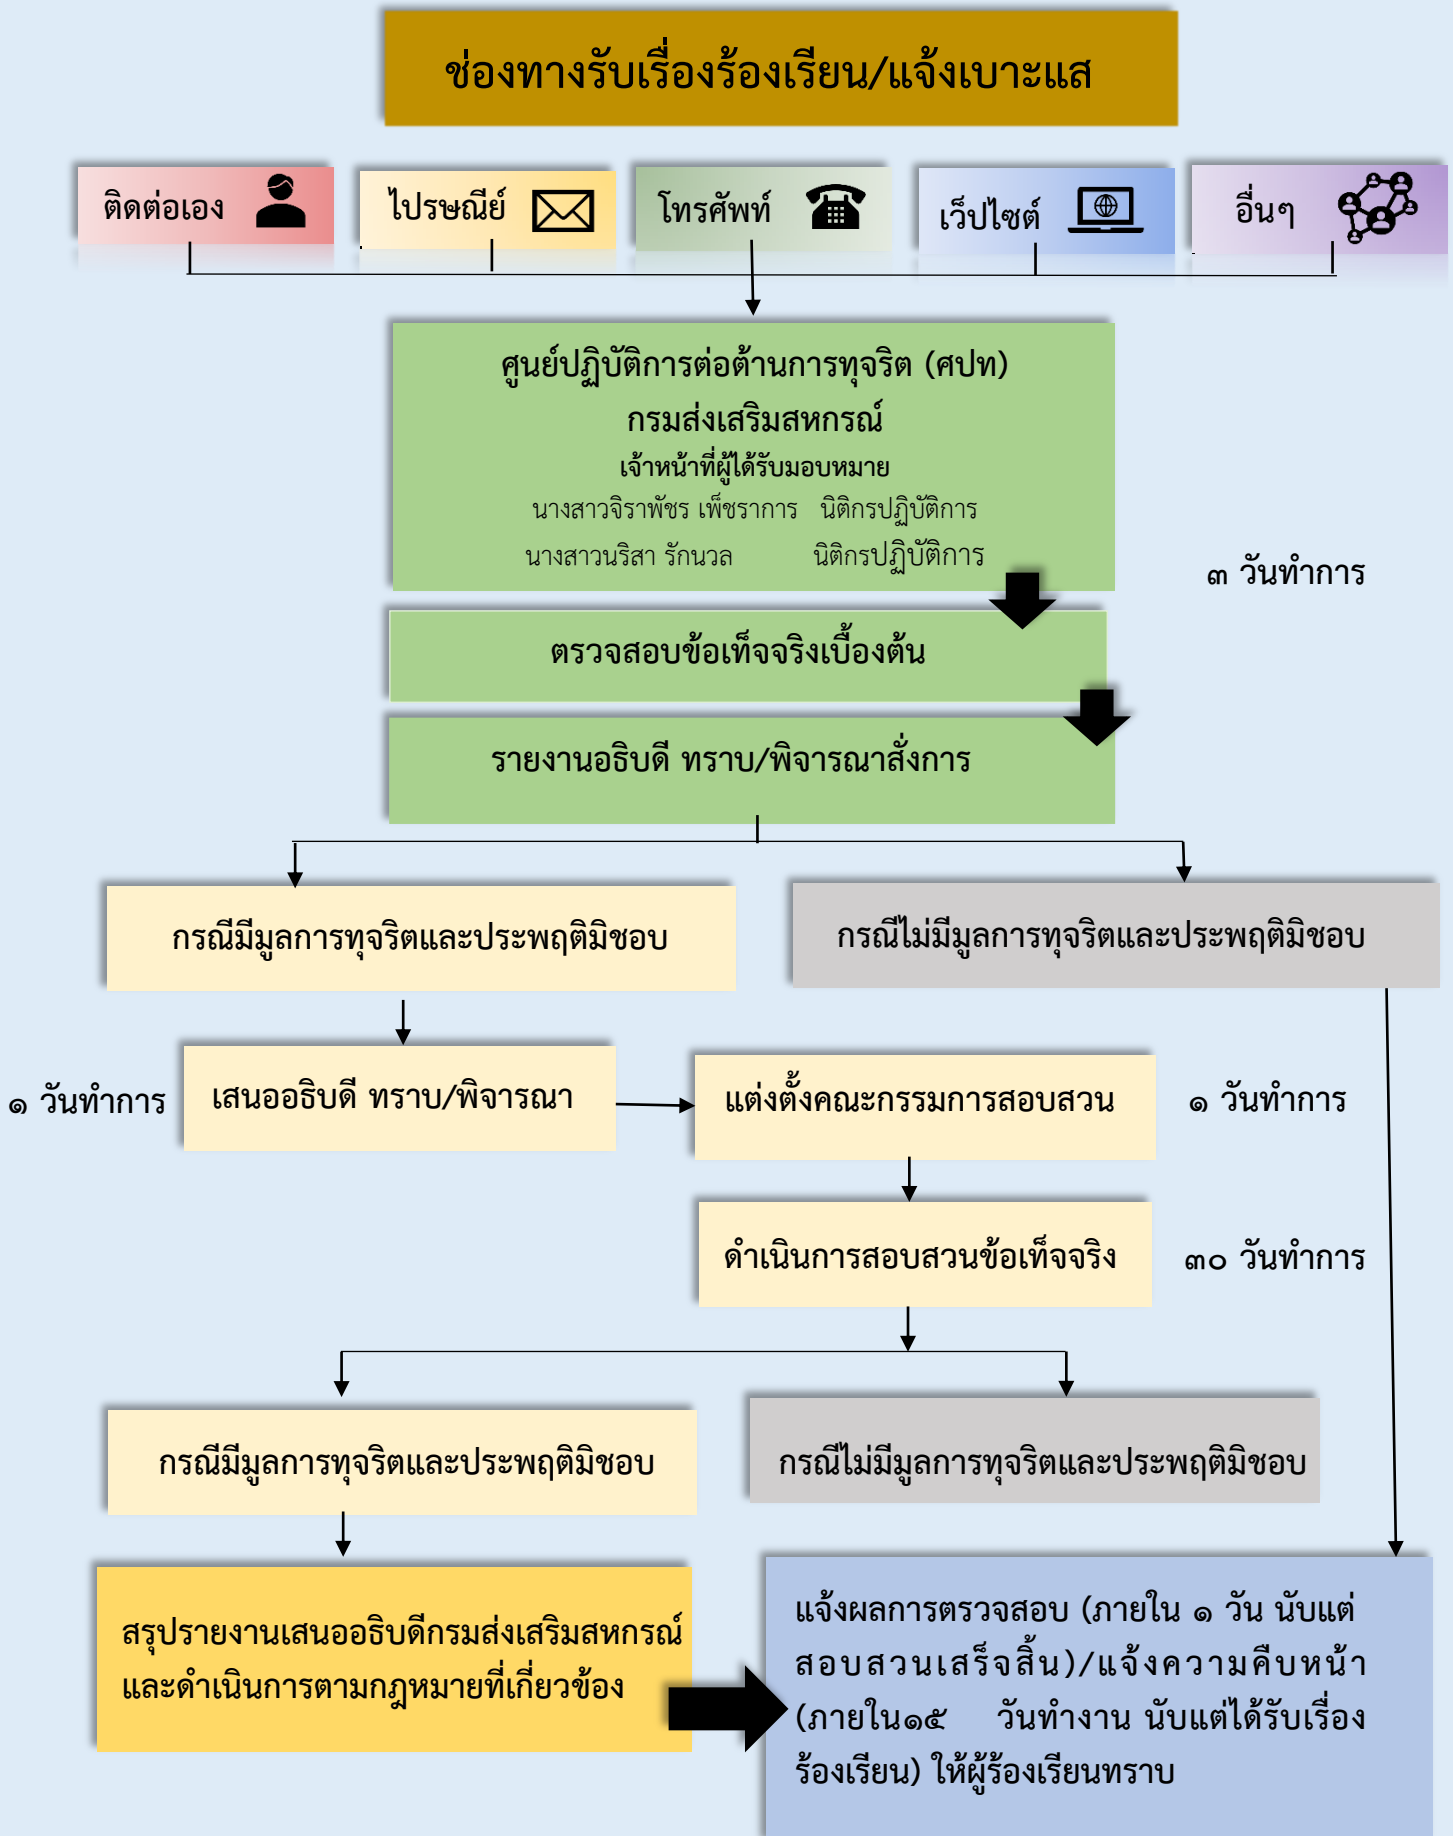 ช่องทางรับเรื่องร้องเรียน/แจ้งเบาะแส
ติดต่อเอง
ไปรษณีย์
โทรศัพท์
เว็ปไซต์
อื่นๆ
ศูนย์ปฏิบัติการต่อต้านการทุจริต (ศปท)
กรมส่งเสริมสหกรณ์
เจ้าหน้าที่ผู้ได้รับมอบหมาย
นางสาวจิราพัชร เพ็ชราการ นิติกรปฏิบัติการ
นางสาวนริสา รักนวล นิติกรปฏิบัติการ
๓ วันทำการ
ตรวจสอบข้อเท็จจริงเบื้องต้น
รายงานอธิบดี ทราบ/พิจารณาสั่งการ
กรณีมีมูลการทุจริตและประพฤติมิชอบ
กรณีไม่มีมูลการทุจริตและประพฤติมิชอบ
๑ วันทำการ
เสนออธิบดี ทราบ/พิจารณา
แต่งตั้งคณะกรรมการสอบสวน
๑ วันทำการ
ดำเนินการสอบสวนข้อเท็จจริง
๓๐ วันทำการ
กรณีมีมูลการทุจริตและประพฤติมิชอบ
กรณีไม่มีมูลการทุจริตและประพฤติมิชอบ
สรุปรายงานเสนออธิบดีกรมส่งเสริมสหกรณ์
และดำเนินการตามกฎหมายที่เกี่ยวข้อง
แจ้งผลการตรวจสอบ (ภายใน ๑ วัน นับแต่
สอบสวนเสร็จสิ้น)/แจ้งความคืบหน้า
(ภายใน๑๕ วันทำงาน นับแต่ได้รับเรื่อง
ร้องเรียน) ให้ผู้ร้องเรียนทราบ